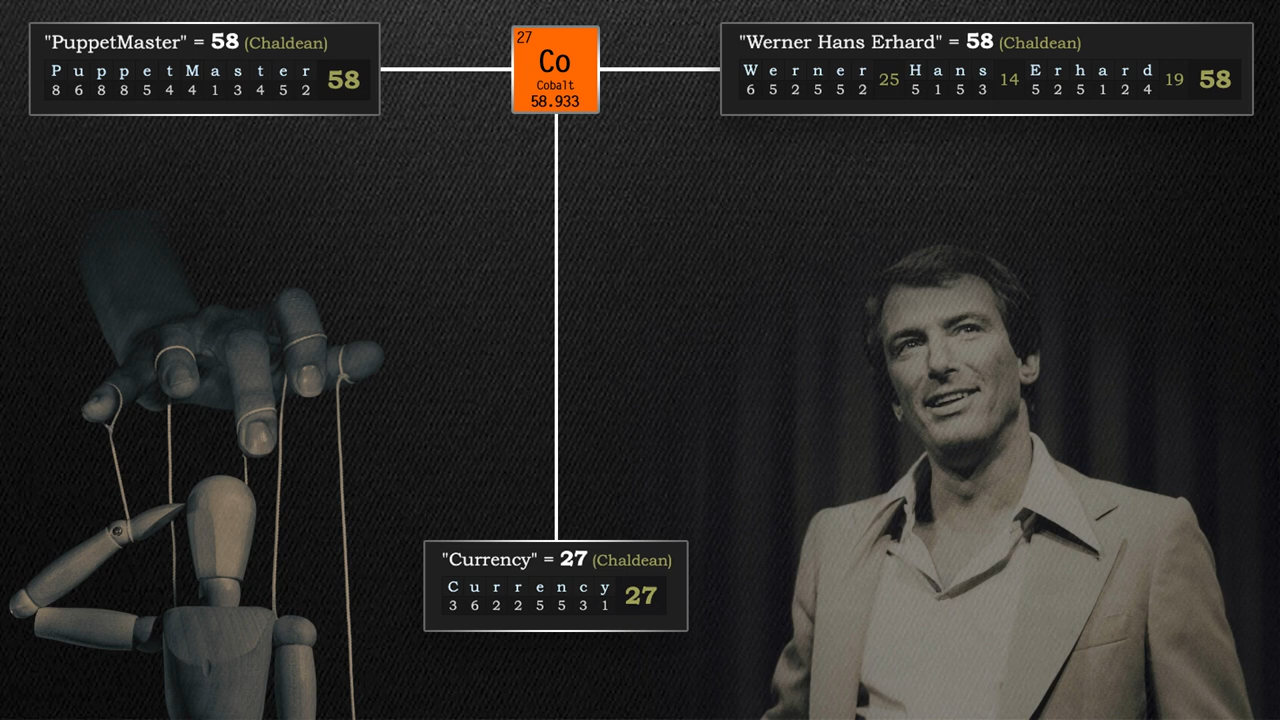 "PuppetMaster" = 58 (Chaldean)
P u p p e t M a s t e r 58
8 6 8 8 5 4 4 1 3 4 5 2
27
Co
Cobalt
58.933
"Werner Hans Erhard" = 58 (Chaldean)
W e r n e r 25 H a n s 14 E r h a r d 19 58
6 5 2 5 5 2 5 1 5 3 5 2 5 1 2 4
"Currency" = 27 (Chaldean)
C u r r e n c y 27
3 6 2 2 5 5 3 1